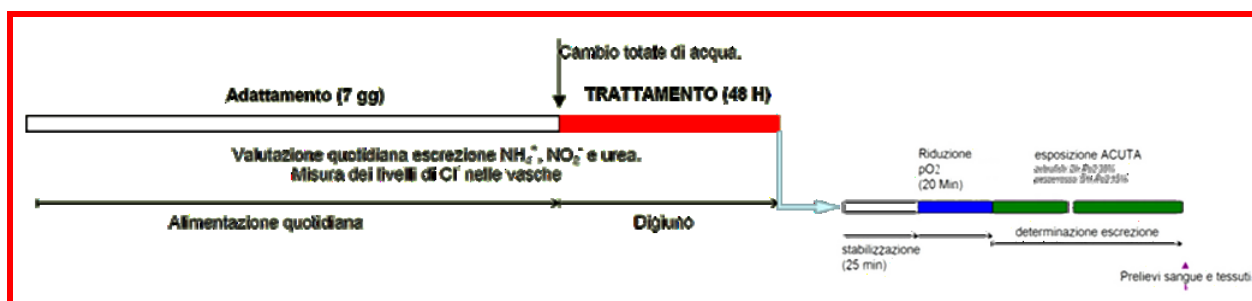 Cambio totale di acqua.
Adattamento (7 gg)
TRATTAMENTO (48 H)
Valutazione quotidiana escrezione NH₄⁺, NO₂⁻ e urea.
Misura dei livelli di Cl⁻ nelle vasche
Alimentazione quotidiana
Digiuno
Riduzione
pO2
(20 Min)
esposizione ACUTA
stabilizzazione
(25 min)
determinazione escrezione
Prelievi sangue e tessuti